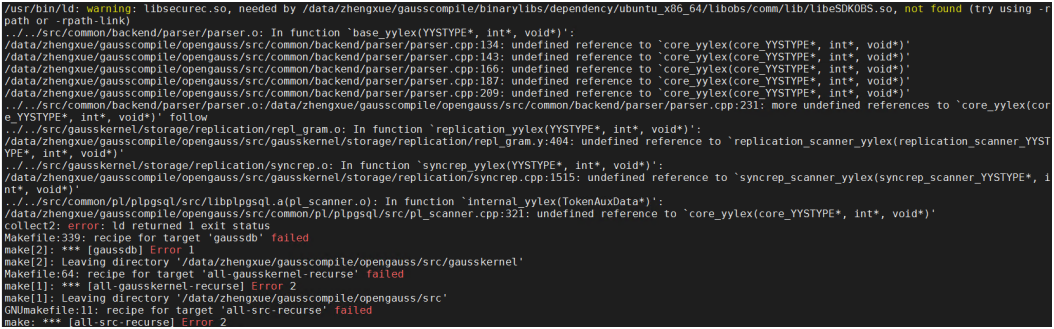 /usr/bin/ld: warning: libsecurec.so, needed by /data/zhengxue/gausscompile/binarylibs/dependency/ubuntu_x86_64/libobs/comm/lib/libeSDKOBS.so, not found (try using -r
path or -rpath-link)
../../src/common/backend/parser/parser.o: In function `base_yylex(YYSTYPE*, int*, void*)':
/data/zhengxue/gausscompile/opengauss/src/common/backend/parser/parser.cpp:134: undefined reference to `core_yylex(core_YYSTYPE*, int*, void*)'
/data/zhengxue/gausscompile/opengauss/src/common/backend/parser/parser.cpp:143: undefined reference to `core_yylex(core_YYSTYPE*, int*, void*)'
/data/zhengxue/gausscompile/opengauss/src/common/backend/parser/parser.cpp:166: undefined reference to `core_yylex(core_YYSTYPE*, int*, void*)'
/data/zhengxue/gausscompile/opengauss/src/common/backend/parser/parser.cpp:187: undefined reference to `core_yylex(core_YYSTYPE*, int*, void*)'
/data/zhengxue/gausscompile/opengauss/src/common/backend/parser/parser.cpp:209: undefined reference to `core_yylex(core_YYSTYPE*, int*, void*)'
../../src/common/backend/parser/parser.o:/data/zhengxue/gausscompile/opengauss/src/common/backend/parser/parser.cpp:231: more undefined references to `core_yylex(cor
e_YYSTYPE*, int*, void*)' follow
../../src/gausskernel/storage/replication/repl_gram.o: In function `replication_yylex(YYSTYPE*, int*, void*)':
/data/zhengxue/gausscompile/opengauss/src/gausskernel/storage/replication/repl_gram.y:404: undefined reference to `replication_scanner_yylex(replication_scanner_YYST
YPE*, int*, void*)'
../../src/gausskernel/storage/replication/syncrep.o: In function `syncrep_yylex(YYSTYPE*, int*, void*)':
/data/zhengxue/gausscompile/opengauss/src/gausskernel/storage/replication/syncrep.cpp:1515: undefined reference to `syncrep_scanner_yylex(syncrep_scanner_YYSTYPE*, i
nt*, void*)'
../../src/common/pl/plpgsql/src/libplpgsql.a(pl_scanner.o): In function `internal_yylex(TokenAuxData*)':
/data/zhengxue/gausscompile/opengauss/src/common/pl/plpgsql/src/pl_scanner.cpp:321: undefined reference to `core_yylex(core_YYSTYPE*, int*, void*)'
collect2: error: ld returned 1 exit status
Makefile:339: recipe for target 'gaussdb' failed
make[2]: *** [gaussdb] Error 1
make[2]: Leaving directory '/data/zhengxue/gausscompile/opengauss/src/gausskernel'
Makefile:64: recipe for target 'all-gausskernel-recurse' failed
make[1]: *** [all-gausskernel-recurse] Error 2
make[1]: Leaving directory '/data/zhengxue/gausscompile/opengauss/src'
GNUmakefile:11: recipe for target 'all-src-recurse' failed
make: *** [all-src-recurse] Error 2